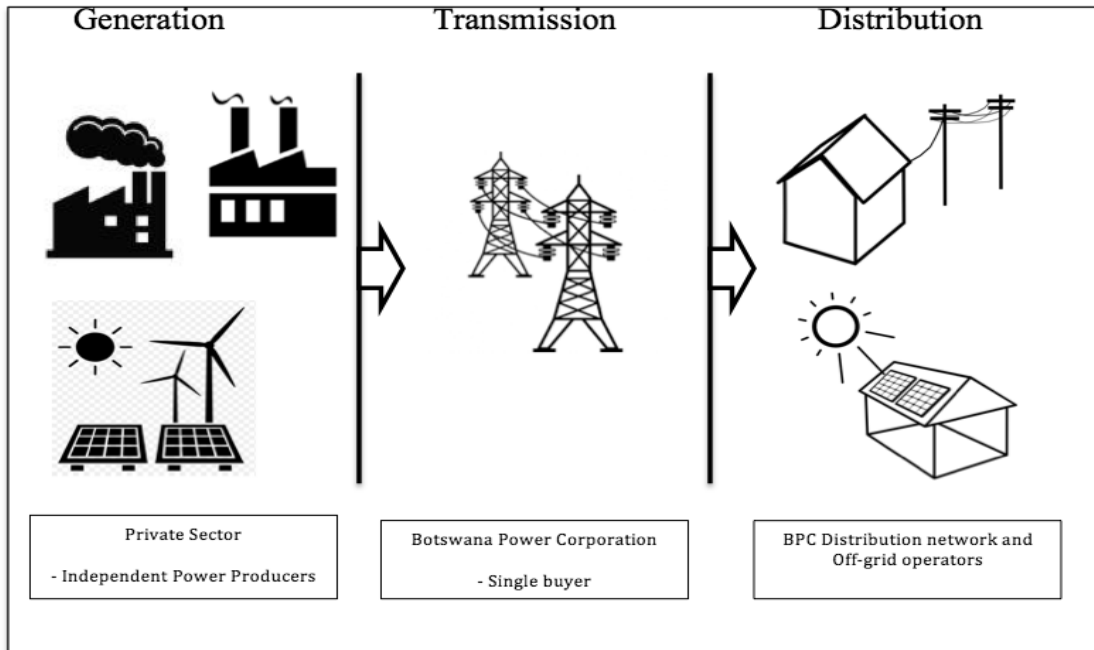 Generation
Transmission
Distribution
Private Sector
- Independent Power Producers
Botswana Power Corporation
- Single buyer
BPC Distribution network and
Off-grid operators